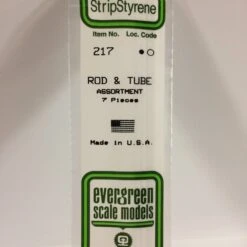 StripStyrene
Item No. Loc. Code
217
ROD & TUBE
ASSORTMENT
7 Pieces
Made in U.S.A.
evergreen
scale models